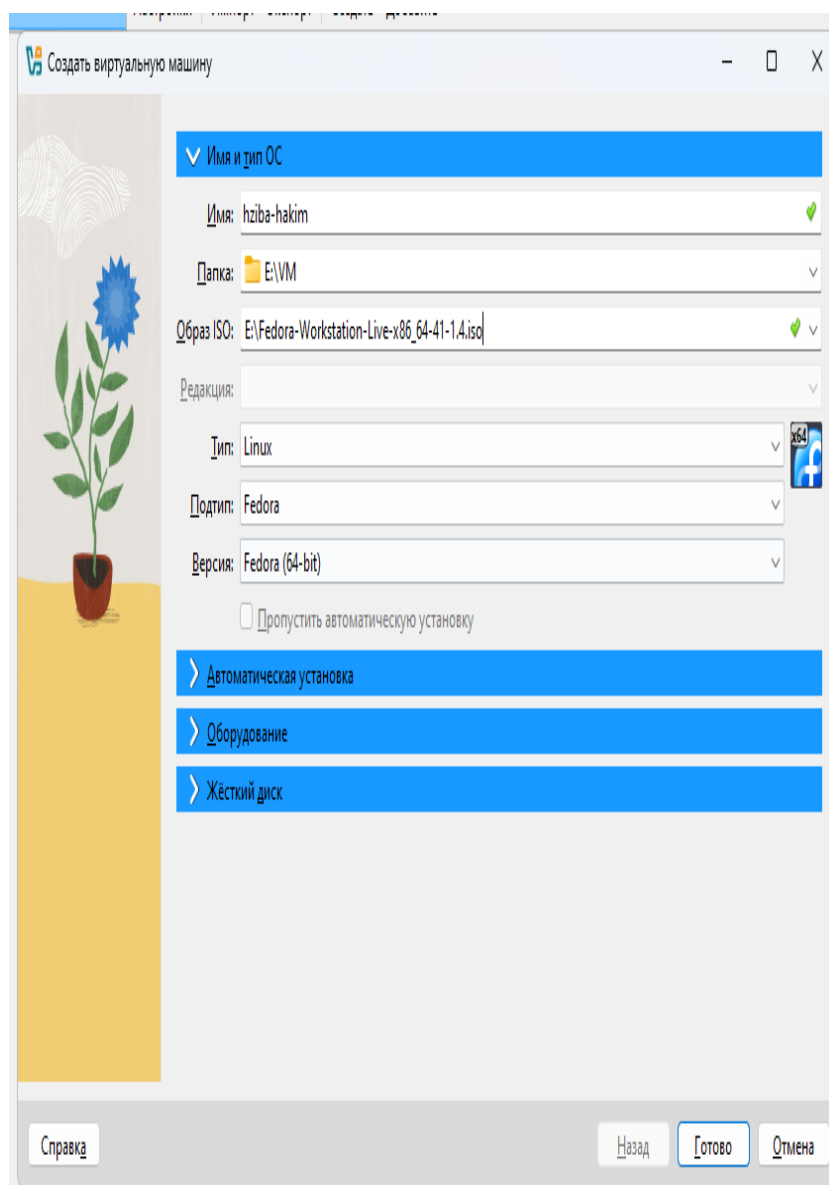 Создать виртуальную машину
Имя и тип ОС
Имя: hziba-hakim
Папка: E:\VM
Образ ISO: E:\Fedora-Workstation-Live-x86_64-41-1.4.iso
Редакция:
Тип: Linux
x64
Подтип: Fedora
Версия: Fedora (64-bit)
Пропустить автоматическую установку
Автоматическая установка
Оборудование
Жёсткий диск
Справка Назад Готово Отмена